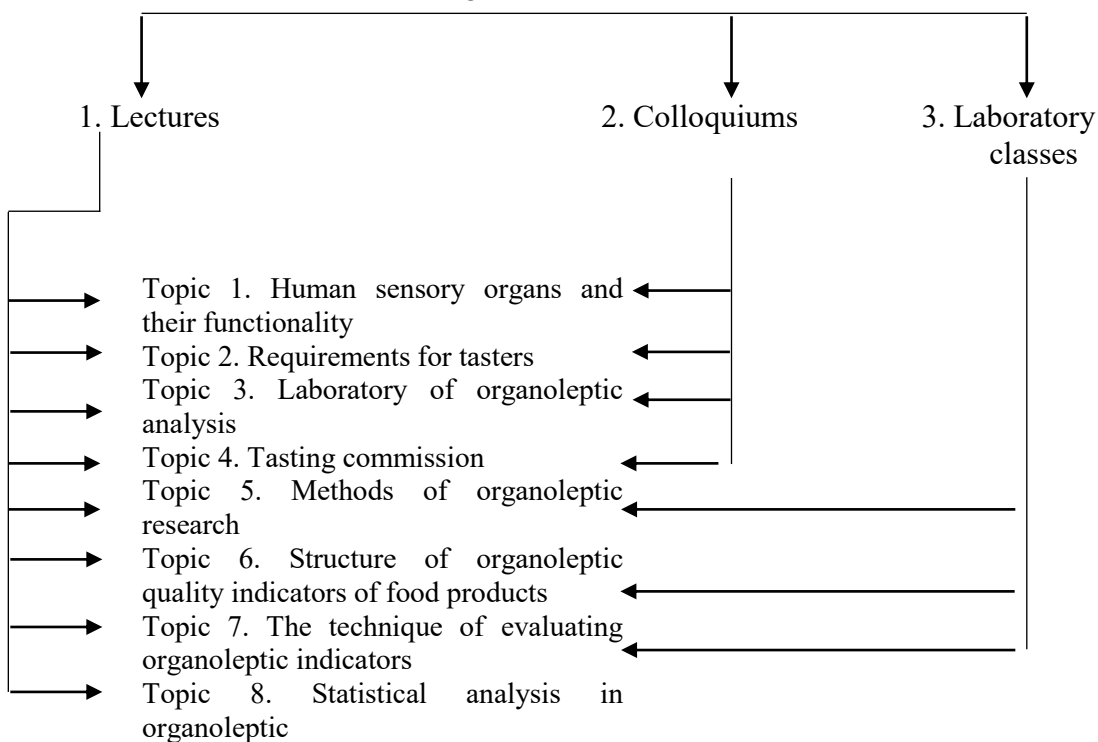 1. Lectures
2. Colloquiums
3. Laboratory
classes
Topic 1. Human sensory organs and
their functionality
Topic 2. Requirements for tasters
Topic 3. Laboratory of organoleptic
analysis
Topic 4. Tasting commission
Topic 5. Methods of organoleptic
research
Topic 6. Structure of organoleptic
quality indicators of food products
Topic 7. The technique of evaluating
organoleptic indicators
Topic 8. Statistical analysis in
organoleptic